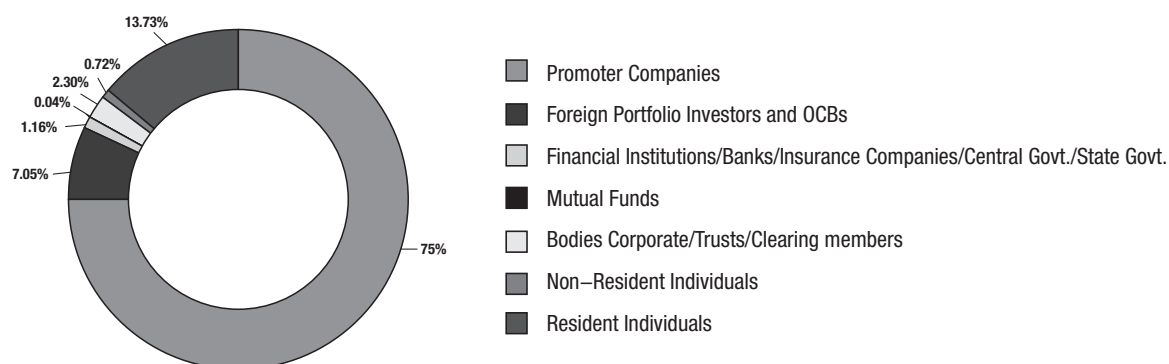 13.73%
0.72%
2.30%
0.04%
1.16%
7.05%
75%
Promoter Companies
Foreign Portfolio Investors and OCBs
Financial Institutions/Banks/Insurance Companies/Central Govt./State Govt.
Mutual Funds
Bodies Corporate/Trusts/Clearing members
Non–Resident Individuals
Resident Individuals